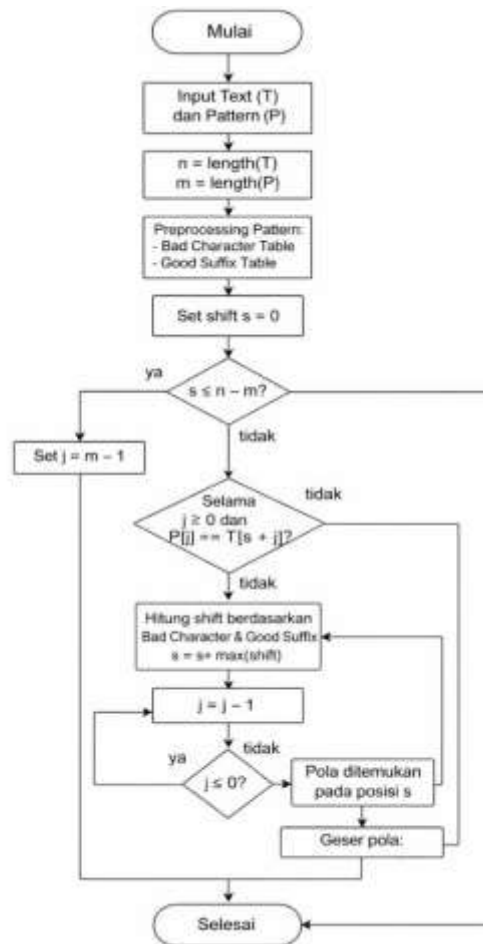 Mulai
Input Text (T)
dan Pattern (P)
n = length(T)
m = length(P)
Preprocessing Pattern:
- Bad Character Table
- Good Suffix Table
Set shift s = 0
ya
s ≤ n – m?
tidak
Set j = m – 1
Selama
j ≥ 0 dan
P[j] == T[s + j]?
tidak
tidak
Hitung shift berdasarkan
Bad Character & Good Suffix
s = s+ max(shift)
j = j – 1
ya
tidak
j ≤ 0?
Pola ditemukan
pada posisi s
Geser pola:
Selesai